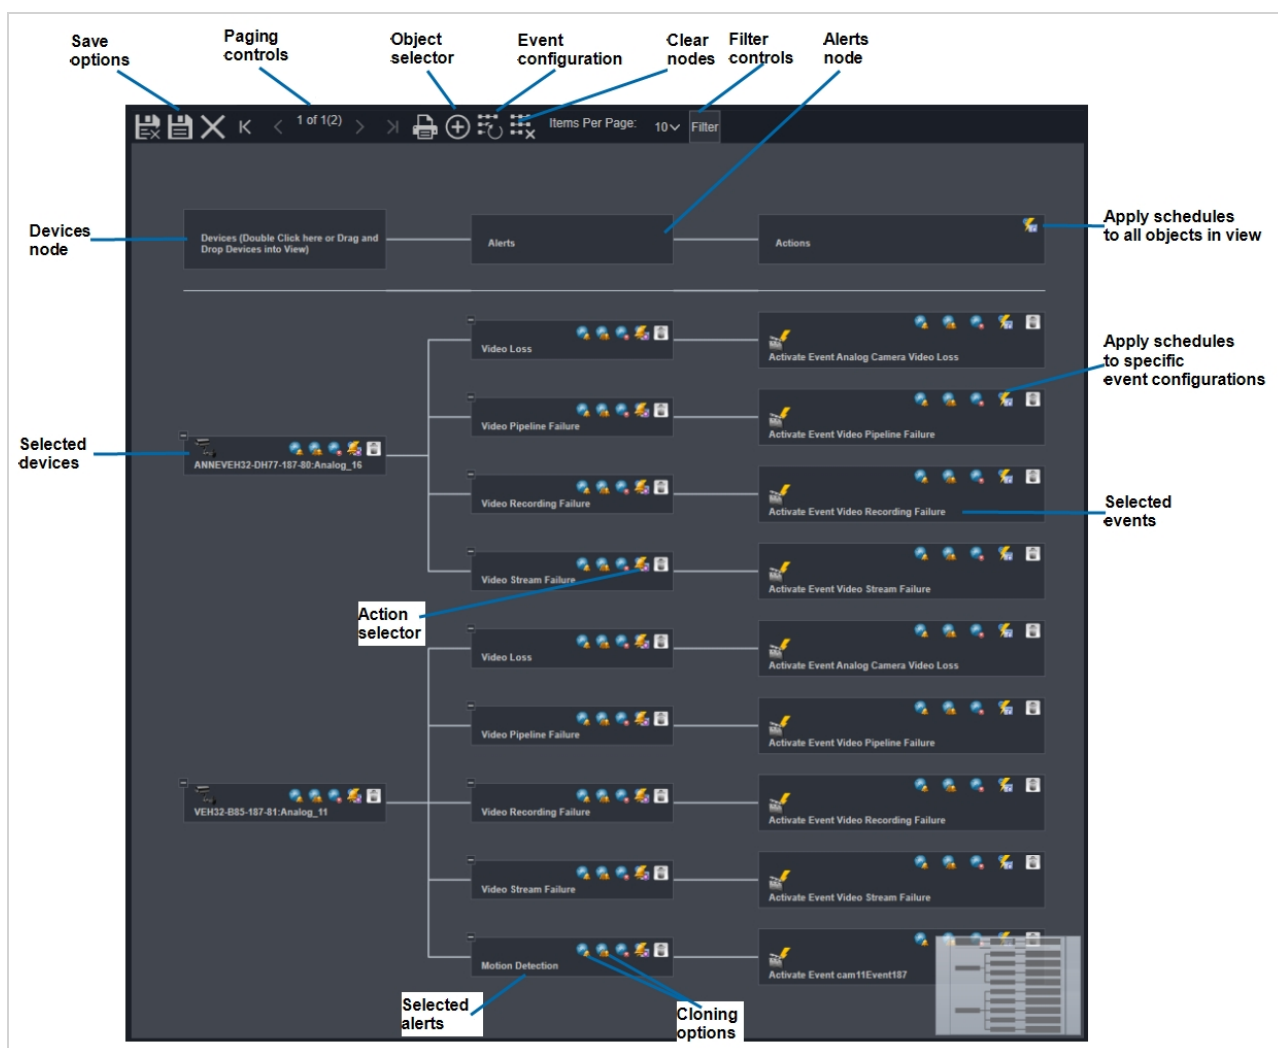 Save
options
Paging
controls
Object
selector
Event
configuration
Clear
nodes
Filter
controls
Alerts
node
1 of 1(2)
Items Per Page:
10
Filter
Devices
node
Devices (Double Click here or Drag and
Drop Devices into View)
Alerts
Actions
Apply schedules
to all objects in view
Video Loss
Activate Event Analog Camera Video Loss
Apply schedules
to specific
event configurations
Video Pipeline Failure
Activate Event Video Pipeline Failure
Selected
devices
ANNEVEH32-DH77-187-80:Analog_16
Video Recording Failure
Activate Event Video Recording Failure
Selected
events
Video Stream Failure
Activate Event Video Stream Failure
Action
selector
Video Loss
Activate Event Analog Camera Video Loss
Video Pipeline Failure
Activate Event Video Pipeline Failure
VEH32-B85-187-81:Analog_11
Video Recording Failure
Activate Event Video Recording Failure
Video Stream Failure
Activate Event Video Stream Failure
Motion Detection
Activate Event cam11Event187
Selected
alerts
Cloning
options